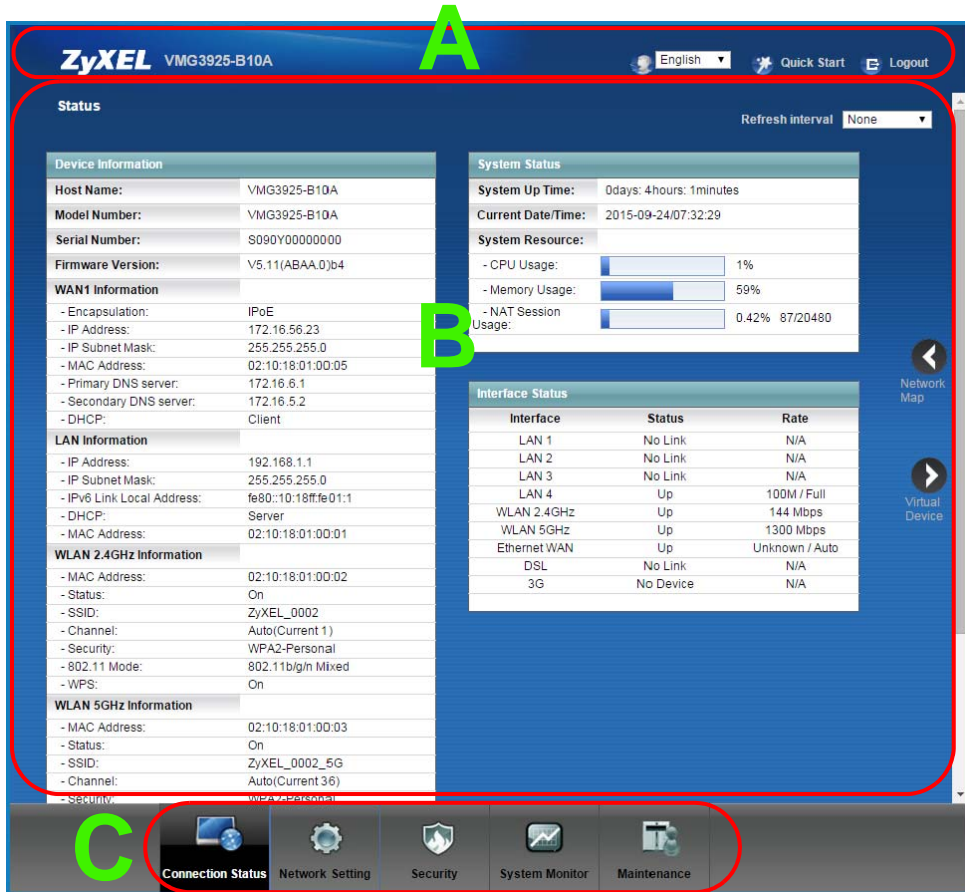 A
ZyXEL VMG3925-B10A
English
Quick Start
Logout
Status
Refresh interval None
Device Information
Host Name: VMG3925-B10A
Model Number: VMG3925-B10A
Serial Number: S090Y00000000
Firmware Version: V5.11(ABAA.0)b4
WAN1 Information
- Encapsulation: IPoE
- IP Address: 172.16.56.23
- IP Subnet Mask: 255.255.255.0
- MAC Address: 02:10:18:01:00:05
- Primary DNS server: 172.16.6.1
- Secondary DNS server: 172.16.5.2
- DHCP: Client
LAN Information
- IP Address: 192.168.1.1
- IP Subnet Mask: 255.255.255.0
- IPv6 Link Local Address: fe80::10:18ff:fe01:1
- DHCP: Server
- MAC Address: 02:10:18:01:00:01
WLAN 2.4GHz Information
- MAC Address: 02:10:18:01:00:02
- Status: On
- SSID: ZyXEL_0002
- Channel: Auto(Current 1)
- Security: WPA2-Personal
- 802.11 Mode: 802.11b/g/n Mixed
- WPS: On
WLAN 5GHz Information
- MAC Address: 02:10:18:01:00:03
- Status: On
- SSID: ZyXEL_0002_5G
- Channel: Auto(Current 36)
- Security: WPA2-Personal
System Status
System Up Time: 0days: 4hours: 1minutes
Current Date/Time: 2015-09-24/07:32:29
System Resource:
- CPU Usage: 1%
- Memory Usage: 59%
- NAT Session
Usage: 0.42% 87/20480
B
Interface Status
Interface Status Rate
LAN 1 No Link N/A
LAN 2 No Link N/A
LAN 3 No Link N/A
LAN 4 Up 100M / Full
WLAN 2.4GHz Up 144 Mbps
WLAN 5GHz Up 1300 Mbps
Ethernet WAN Up Unknown / Auto
DSL No Link N/A
3G No Device N/A
Network
Map
Virtual
Device
C
Connection Status
Network Setting
Security
System Monitor
Maintenance